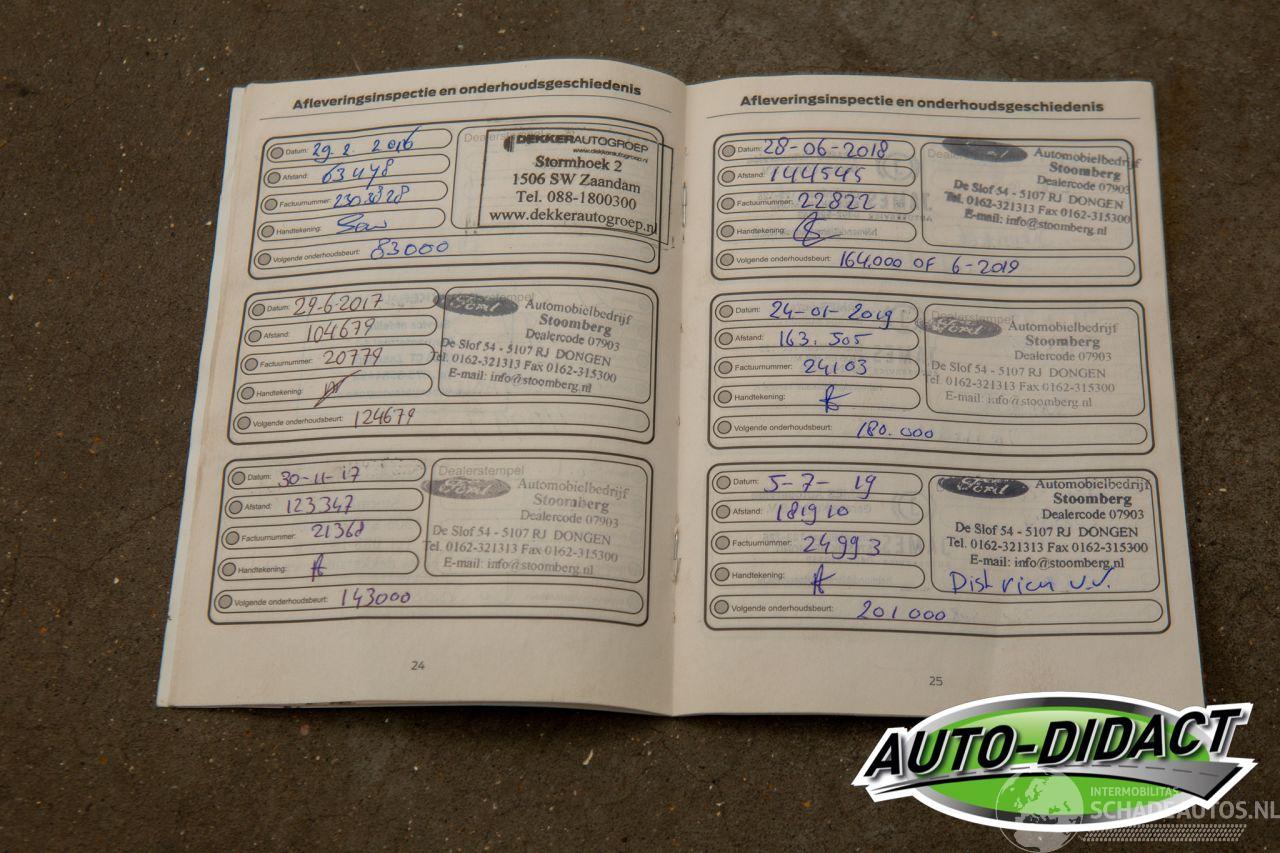 Afleveringsinspectie en onderhoudsgeschiedenis
Datum: 29. 2. 2016
Afstand: 63478
Factuurnummer: 2303828
Handtekening:
Volgende onderhoudsbeurt: 83000
Dealerstempel
DEKKERAUTOGROEP
www.dekkerautogroep.nl
Stormhoek 2
1506 SW Zaandam
Tel. 088-1800300
www.dekkerautogroep.nl
Datum: 29-6-2017
Afstand: 104679
Factuurnummer: 20779
Handtekening:
Volgende onderhoudsbeurt: 124679
Dealerstempel
Ford
Automobielbedrijf
Stoomberg
Dealercode 07903
De Slof 54 - 5107 RJ DONGEN
Tel. 0162-321313 Fax 0162-315300
E-mail: info@stoomberg.nl
Datum: 30-11-17
Afstand: 123347
Factuurnummer: 21368
Handtekening:
Volgende onderhoudsbeurt: 143000
Dealerstempel
Ford
Automobielbedrijf
Stoomberg
Dealercode 07903
De Slof 54 - 5107 RJ DONGEN
Tel. 0162-321313 Fax 0162-315300
E-mail: info@stoomberg.nl
24
Afleveringsinspectie en onderhoudsgeschiedenis
Datum: 28-06-2018
Afstand: 144545
Factuurnummer: 22822
Handtekening:
Volgende onderhoudsbeurt: 164.000 OF 6-2019
Automobielbedrijf
Stoomberg
Dealercode 07903
De Slof 54 - 5107 RJ DONGEN
Tel. 0162-321313 Fax 0162-315300
E-mail: info@stoomberg.nl
Datum: 24-01-2019
Afstand: 163.505
Factuurnummer: 24103
Handtekening:
Volgende onderhoudsbeurt: 180.000
Dealerstempel
Ford
Automobielbedrijf
Stoomberg
Dealercode 07903
De Slof 54 - 5107 RJ DONGEN
Tel. 0162-321313 Fax 0162-315300
E-mail: info@stoomberg.nl
Datum: 5-7-19
Afstand: 181910
Factuurnummer: 24993
Handtekening:
Volgende onderhoudsbeurt: 201000
Ford
Automobielbedrijf
Stoomberg
Dealercode 07903
De Slof 54 - 5107 RJ DONGEN
Tel. 0162-321313 Fax 0162-315300
E-mail: info@stoomberg.nl
25
AUTO-DIDACT
INTERMOBILITAS
SCHADEAUTOS.NL